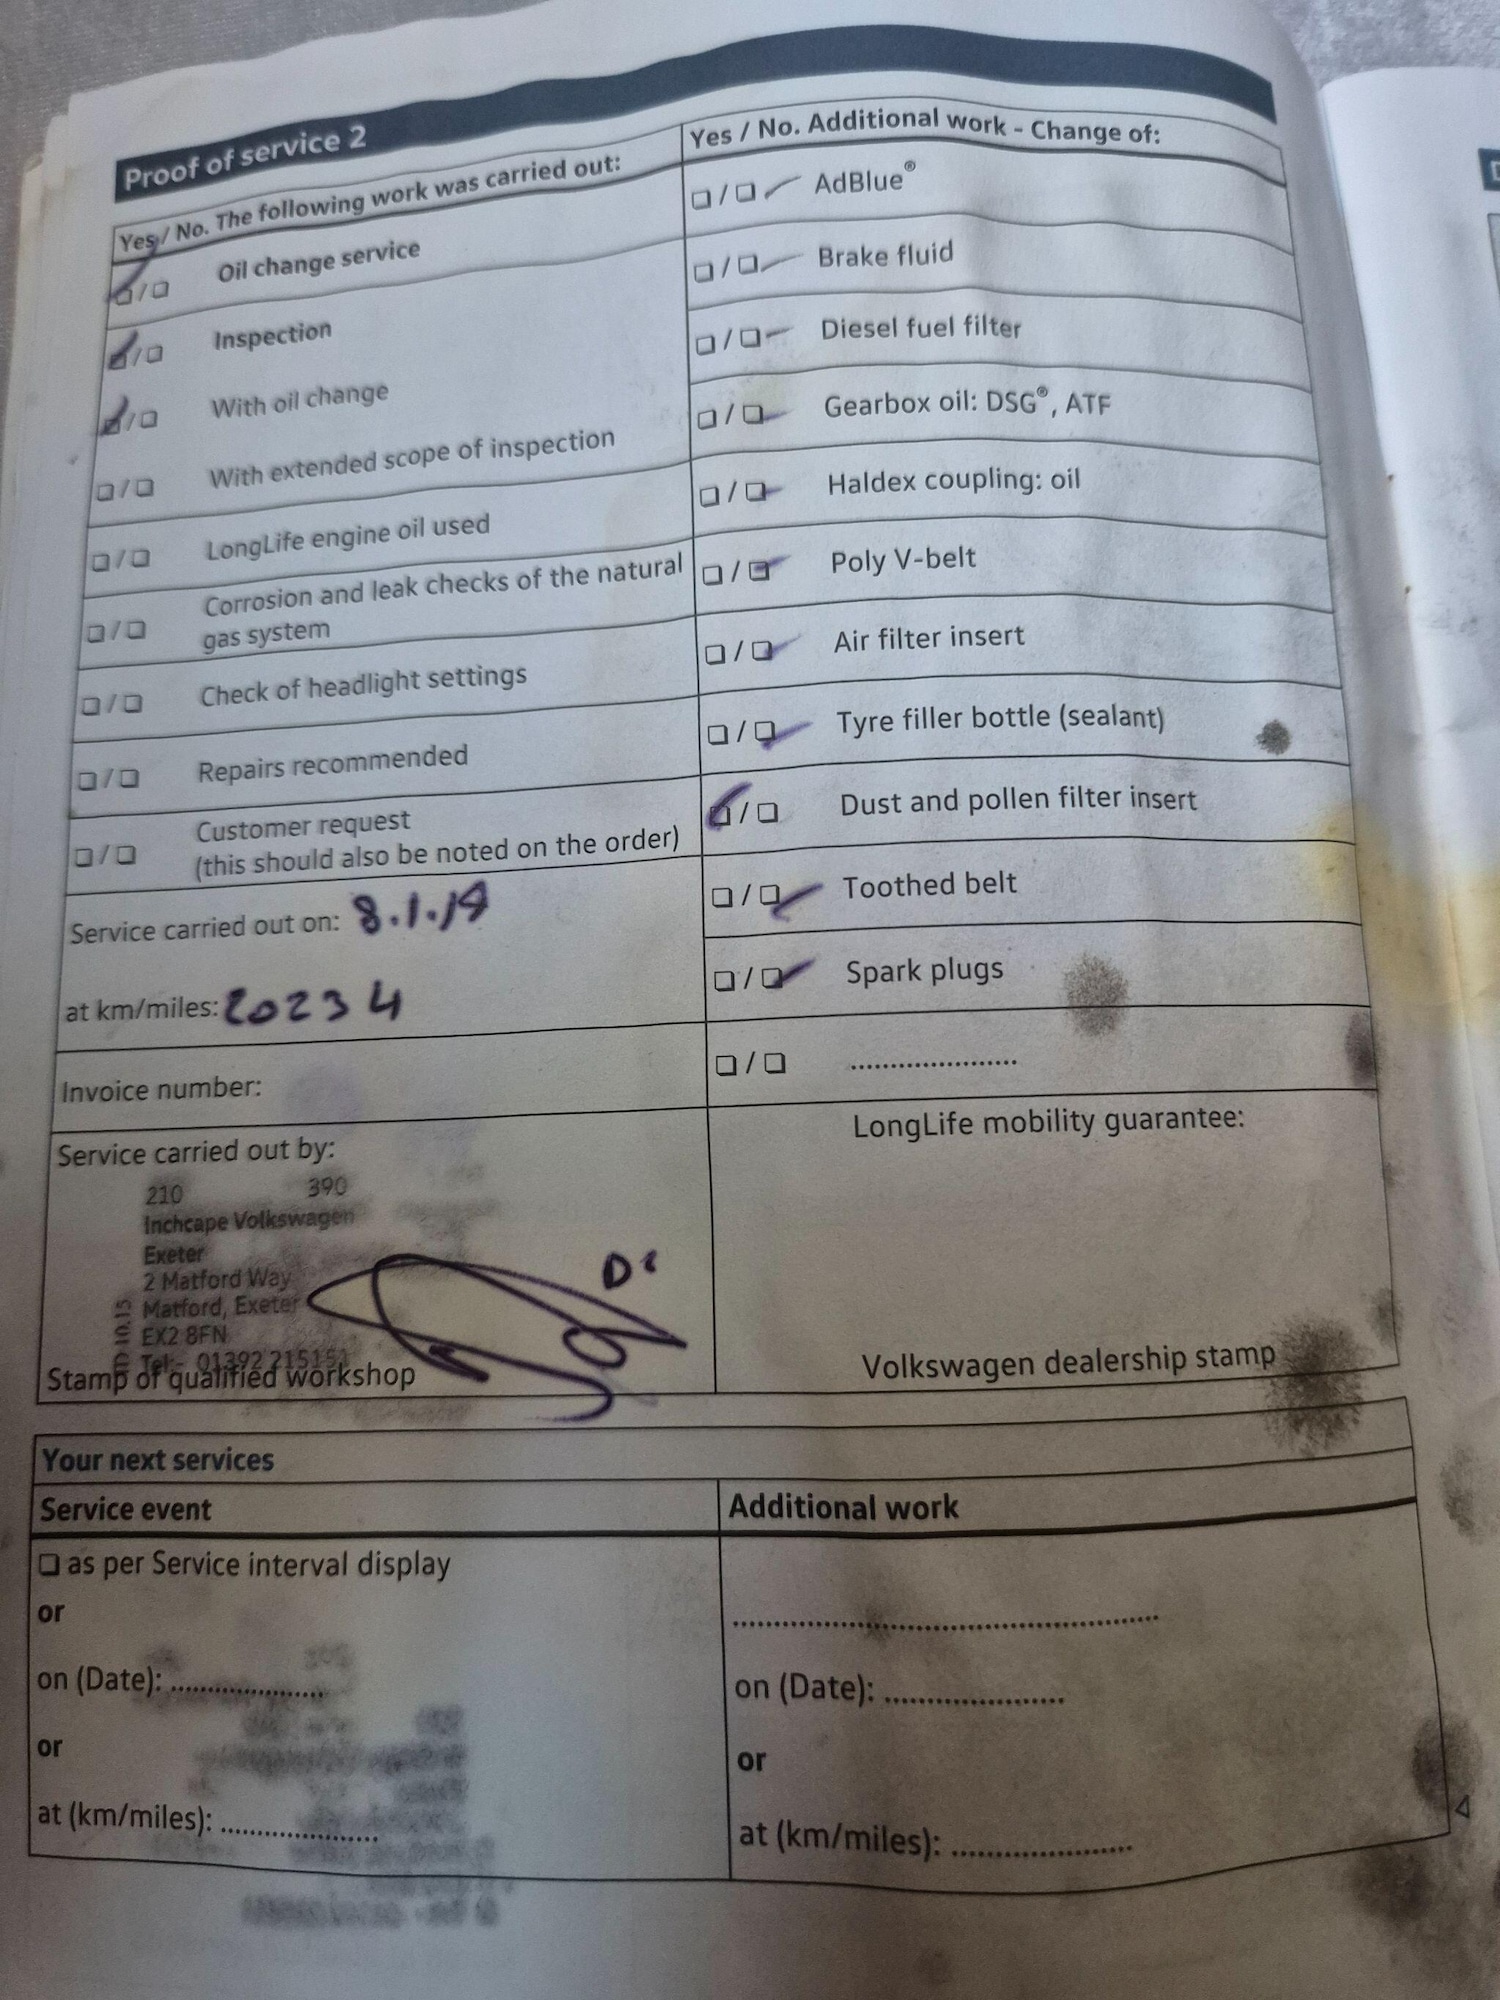 Proof of service 2
Yes / No. The following work was carried out:
❑/❑ Oil change service
❑/❑ Inspection
❑/❑ With oil change
❑/❑ With extended scope of inspection
❑/❑ LongLife engine oil used
❑/❑ Corrosion and leak checks of the natural
gas system
❑/❑ Check of headlight settings
❑/❑ Repairs recommended
❑/❑ Customer request
(this should also be noted on the order)
Service carried out on: 8.1.19
at km/miles: 20234
Invoice number:
Service carried out by:
210 390
Inchcape Volkswagen
Exeter
2 Matford Way
Matford, Exeter
EX2 8FN
Tel:- 01392 215151
10.15
Stamp of qualified workshop
Yes / No. Additional work - Change of:
❑/❑ AdBlue®
❑/❑ Brake fluid
❑/❑ Diesel fuel filter
❑/❑ Gearbox oil: DSG®, ATF
❑/❑ Haldex coupling: oil
❑/❑ Poly V-belt
❑/❑ Air filter insert
❑/❑ Tyre filler bottle (sealant)
❑/❑ Dust and pollen filter insert
❑/❑ Toothed belt
❑/❑ Spark plugs
❑/❑ .....................
LongLife mobility guarantee:
Volkswagen dealership stamp
Your next services
Service event
❑ as per Service interval display
or
on (Date): ....................
or
at (km/miles): ....................
Additional work
......................................................
on (Date): ......................
or
at (km/miles): ......................